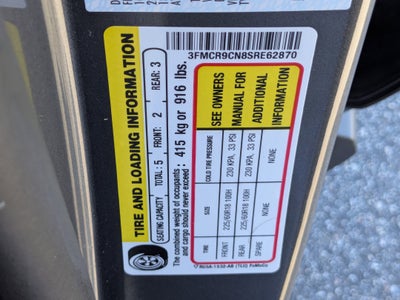 3FMCR9CN8SRE62870
TIRE AND LOADING INFORMATION
SEATING CAPACITY TOTAL: 5 FRONT: 2 REAR: 3
The combined weight of occupants
and cargo should never exceed: 415 kg or 916 lbs.
TIRE SIZE COLD TIRE PRESSURE
FRONT 225/60R18 100H 230 KPA, 33 PSI
REAR 225/60R18 100H 230 KPA, 33 PSI
SPARE NONE NONE
SEE OWNERS
MANUAL FOR
ADDITIONAL
INFORMATION